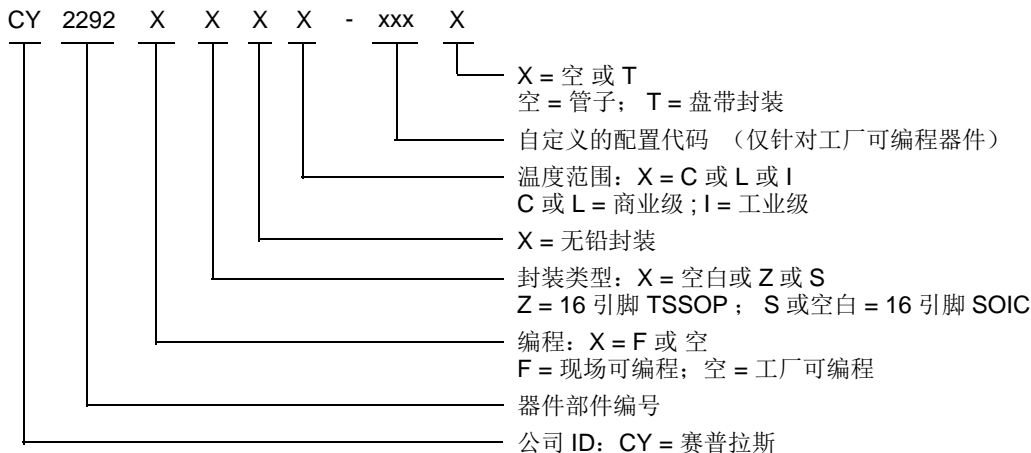 CY 2292 X X X X - xxx X
X = 空 或 T
空 = 管子； T = 盘带封装
自定义的配置代码 （仅针对工厂可编程器件）
温度范围：X = C 或 L 或 I
C 或 L = 商业级 ; I = 工业级
X = 无铅封装
封装类型：X = 空白或 Z 或 S
Z = 16 引脚 TSSOP ； S 或空白 = 16 引脚 SOIC
编程：X = F 或 空
F = 现场可编程；空 = 工厂可编程
器件部件编号
公司 ID：CY = 赛普拉斯